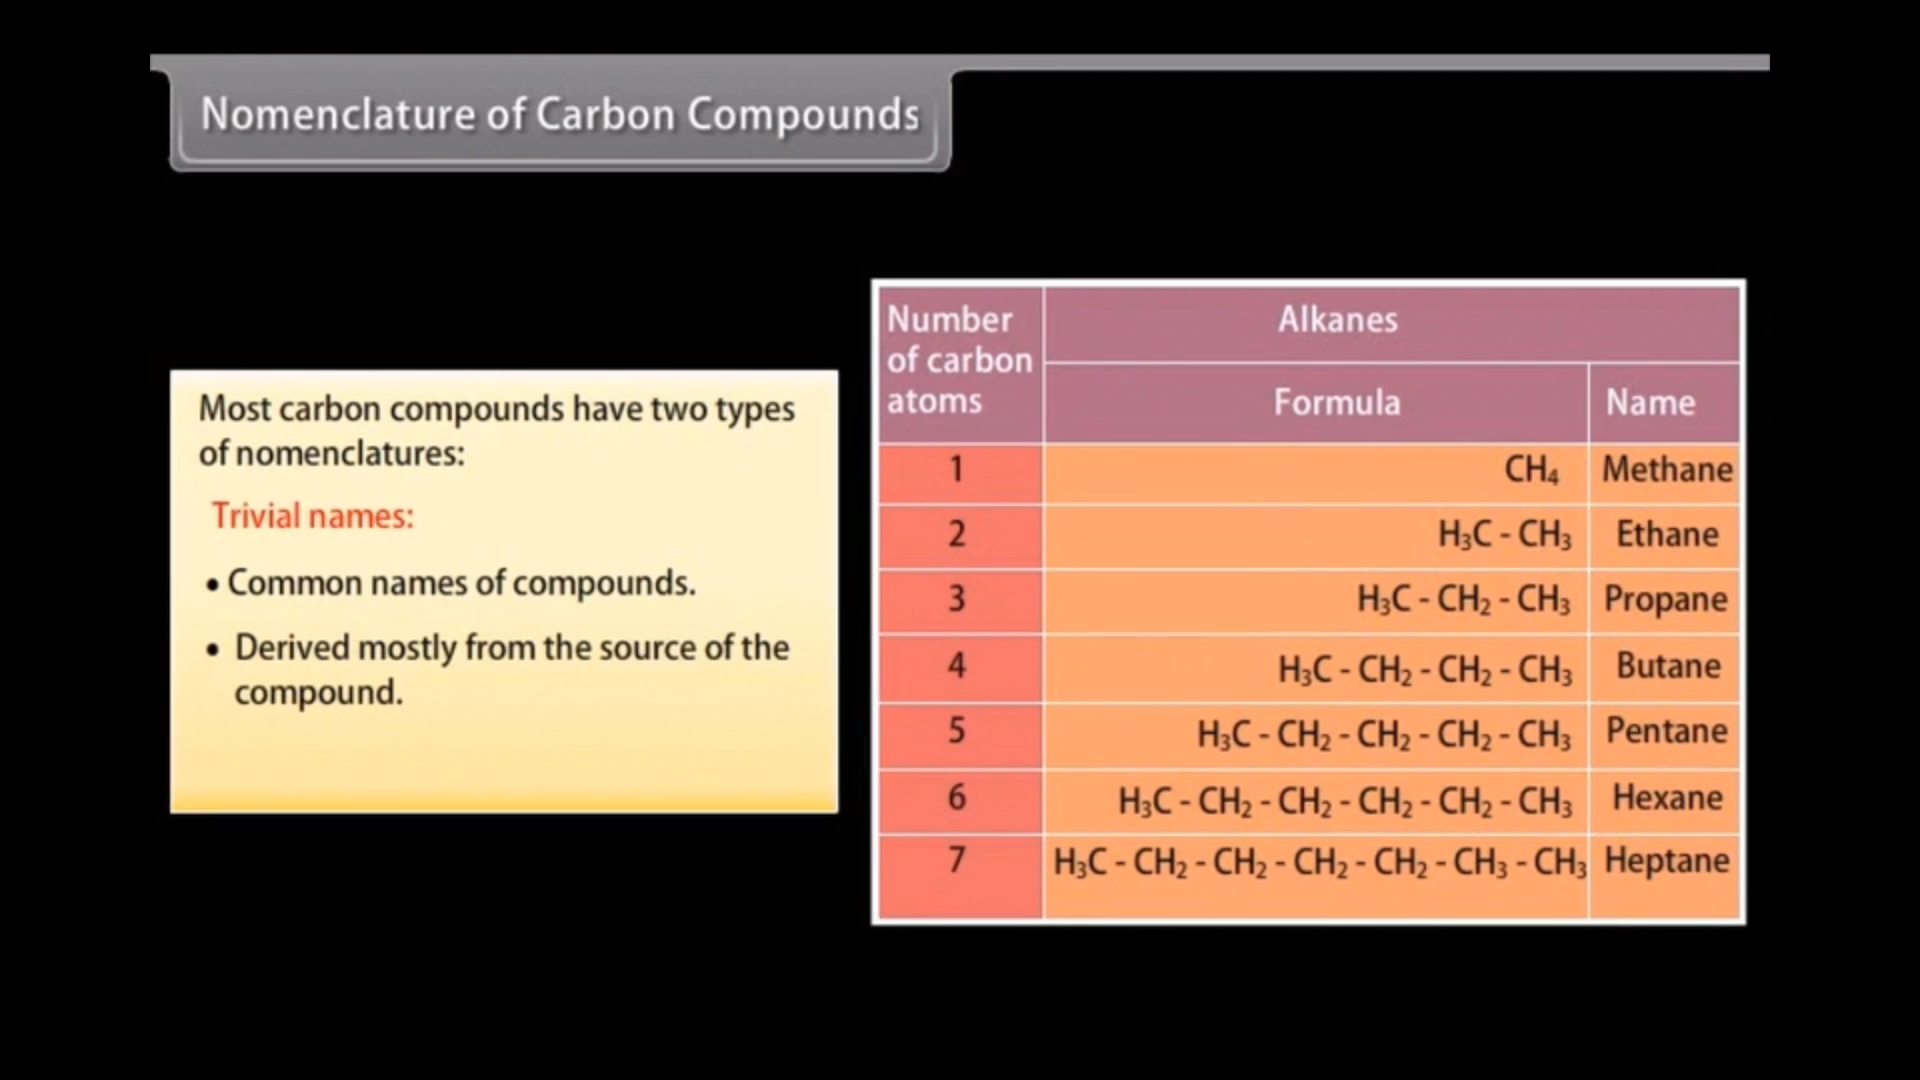 Nomenclature of Carbon Compounds
Most carbon compounds have two types
of nomenclatures:
Trivial names:
• Common names of compounds.
• Derived mostly from the source of the
compound.
Number
of carbon
atoms
Alkanes
Formula
Name
1 CH₄ Methane
2 H₃C - CH₃ Ethane
3 H₃C - CH₂ - CH₃ Propane
4 H₃C - CH₂ - CH₂ - CH₃ Butane
5 H₃C - CH₂ - CH₂ - CH₂ - CH₃ Pentane
6 H₃C - CH₂ - CH₂ - CH₂ - CH₂ - CH₃ Hexane
7 H₃C - CH₂ - CH₂ - CH₂ - CH₂ - CH₃ - CH₃ Heptane